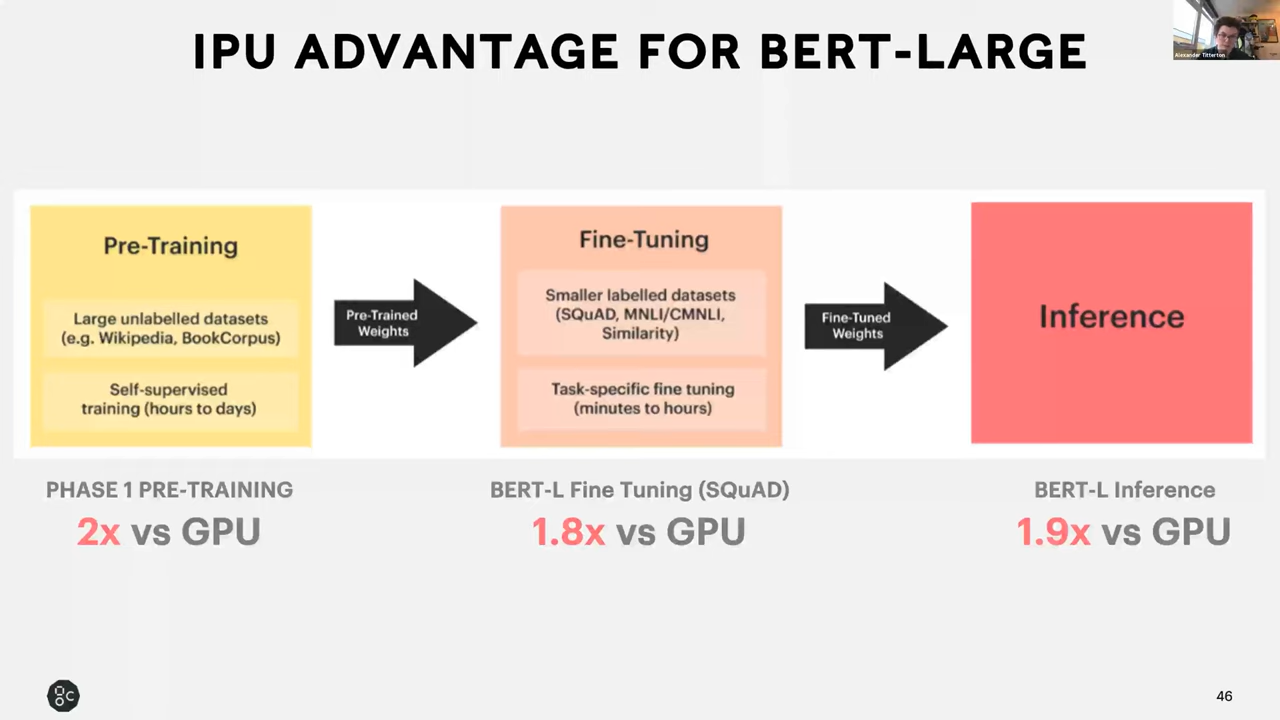 IPU ADVANTAGE FOR BERT-LARGE
Alexander Titterton
Pre-Training
Large unlabelled datasets
(e.g. Wikipedia, BookCorpus)
Self-supervised
training (hours to days)
Pre-Trained
Weights
Fine-Tuning
Smaller labelled datasets
(SQuAD, MNLI/CMNLI,
Similarity)
Task-specific fine tuning
(minutes to hours)
Fine-Tuned
Weights
Inference
PHASE 1 PRE-TRAINING
2x vs GPU
BERT-L Fine Tuning (SQuAD)
1.8x vs GPU
BERT-L Inference
1.9x vs GPU
46